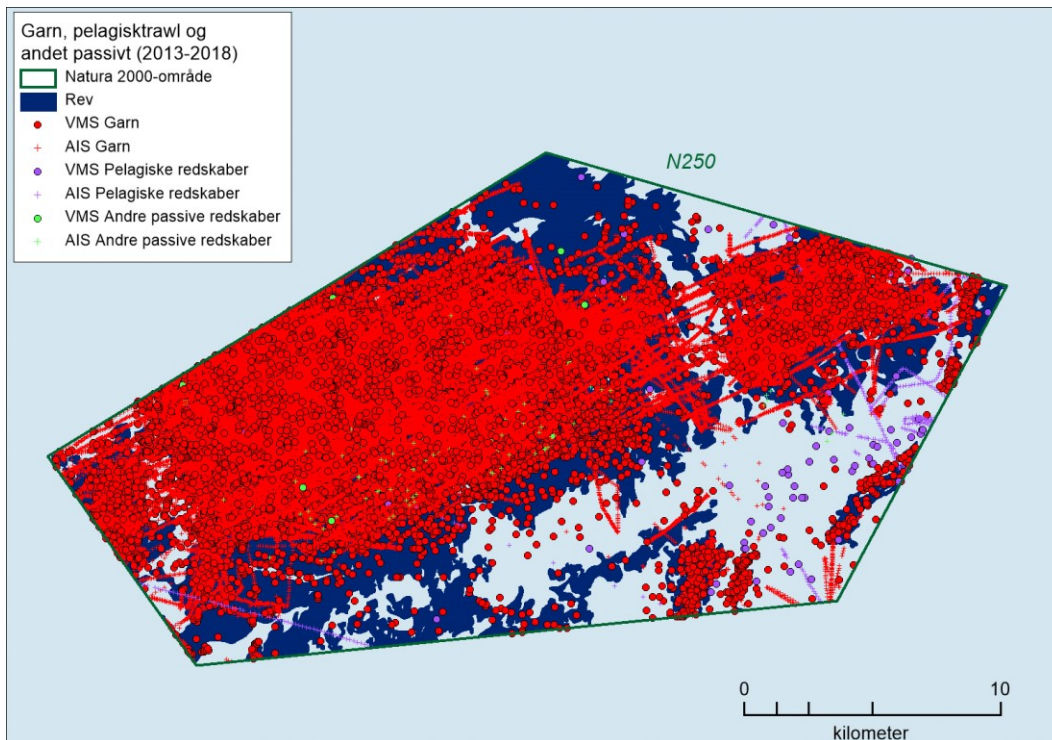 Garn, pelagisktrawl og
andet passivt (2013-2018)
Natura 2000-område
Rev
VMS Garn
AIS Garn
VMS Pelagiske redskaber
AIS Pelagiske redskaber
VMS Andre passive redskaber
AIS Andre passive redskaber
N250
0 10
kilometer